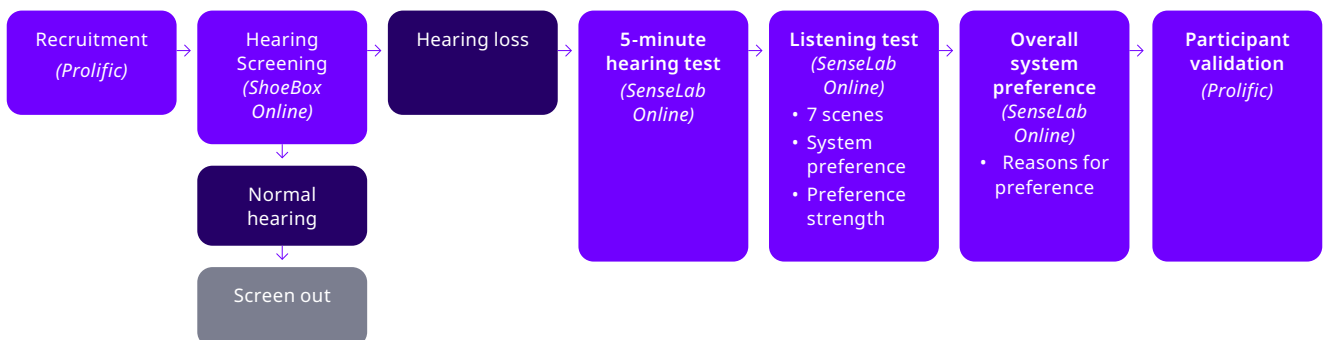 Recruitment
(Prolific)
Hearing
Screening
(ShoeBox
Online)
Normal
hearing
Screen out
Hearing loss
5-minute
hearing test
(SenseLab
Online)
Listening test
(SenseLab
Online)
• 7 scenes
• System
preference
• Preference
strength
Overall
system
preference
(SenseLab
Online)
• Reasons for
preference
Participant
validation
(Prolific)